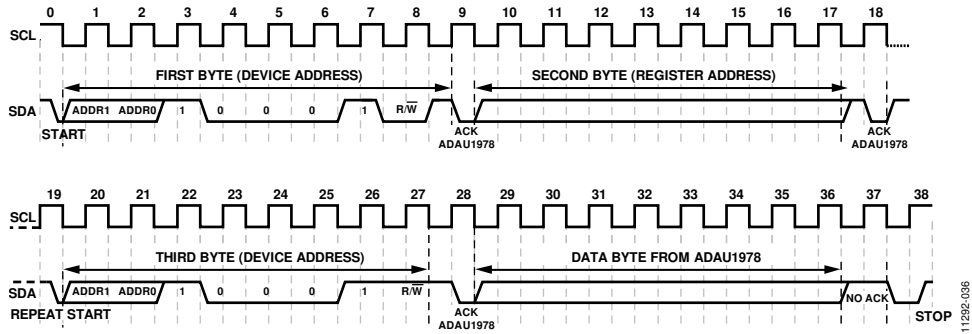 0 1 2 3 4 5 6 7 8 9 10 11 12 13 14 15 16 17 18
SCL
FIRST BYTE (DEVICE ADDRESS) SECOND BYTE (REGISTER ADDRESS)
SDA ADDR1 ADDR0 1 0 0 0 1 R/W
START ACK ADAU1978 ACK ADAU1978
19 20 21 22 23 24 25 26 27 28 29 30 31 32 33 34 35 36 37 38
SCL
THIRD BYTE (DEVICE ADDRESS) DATA BYTE FROM ADAU1978
SDA ADDR1 ADDR0 1 0 0 0 1 R/W NO ACK
REPEAT START ACK ADAU1978 STOP
11292-036